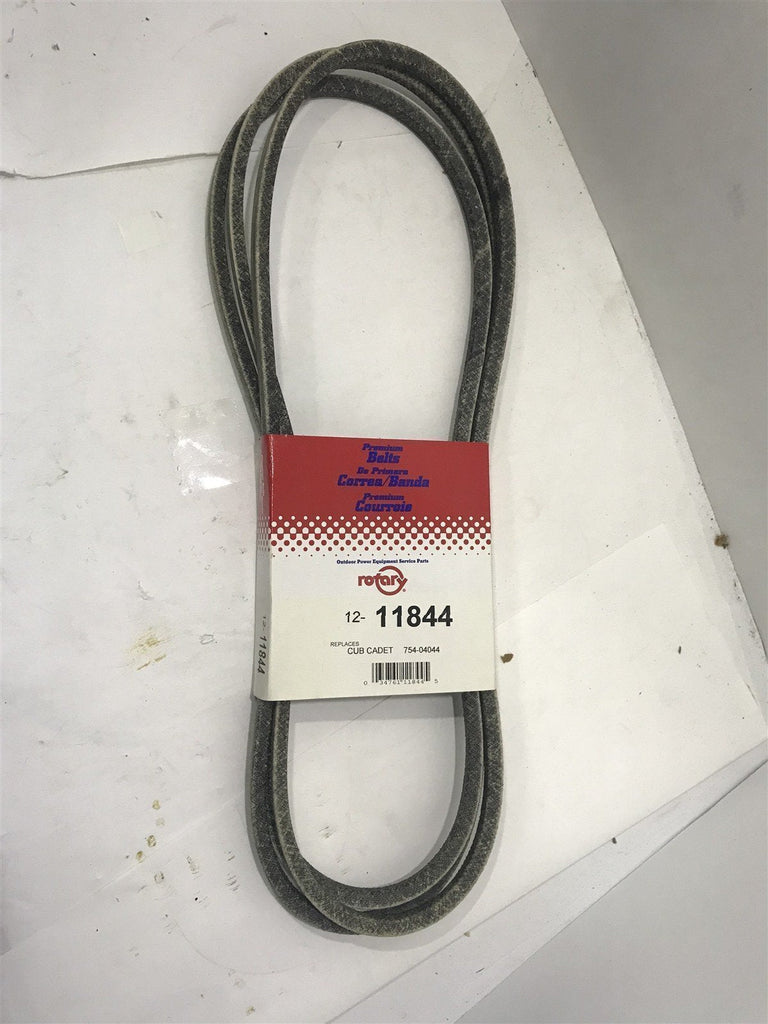 Premium
Belts
De Primera
Correa/Banda
Premium
Courroie
Outdoor Power Equipment Service Parts
rotary®
12- 11844
REPLACES
CUB CADET 754-04044
0 34761 11844 5
12- 11844